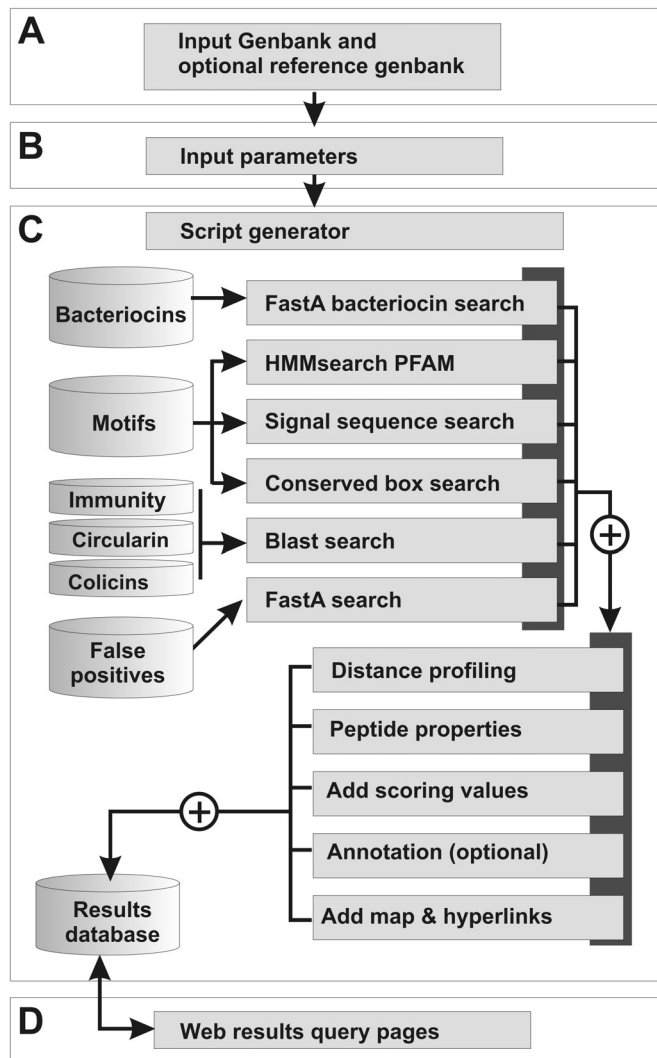 A
Input Genbank and
optional reference genbank
B
Input parameters
C
Script generator
Bacteriocins
FastA bacteriocin search
HMMsearch PFAM
Motifs
Signal sequence search
Conserved box search
Immunity
Circularin
Colicins
Blast search
FastA search
False
positives
Distance profiling
Peptide properties
Add scoring values
Annotation (optional)
Add map & hyperlinks
Results
database
D
Web results query pages